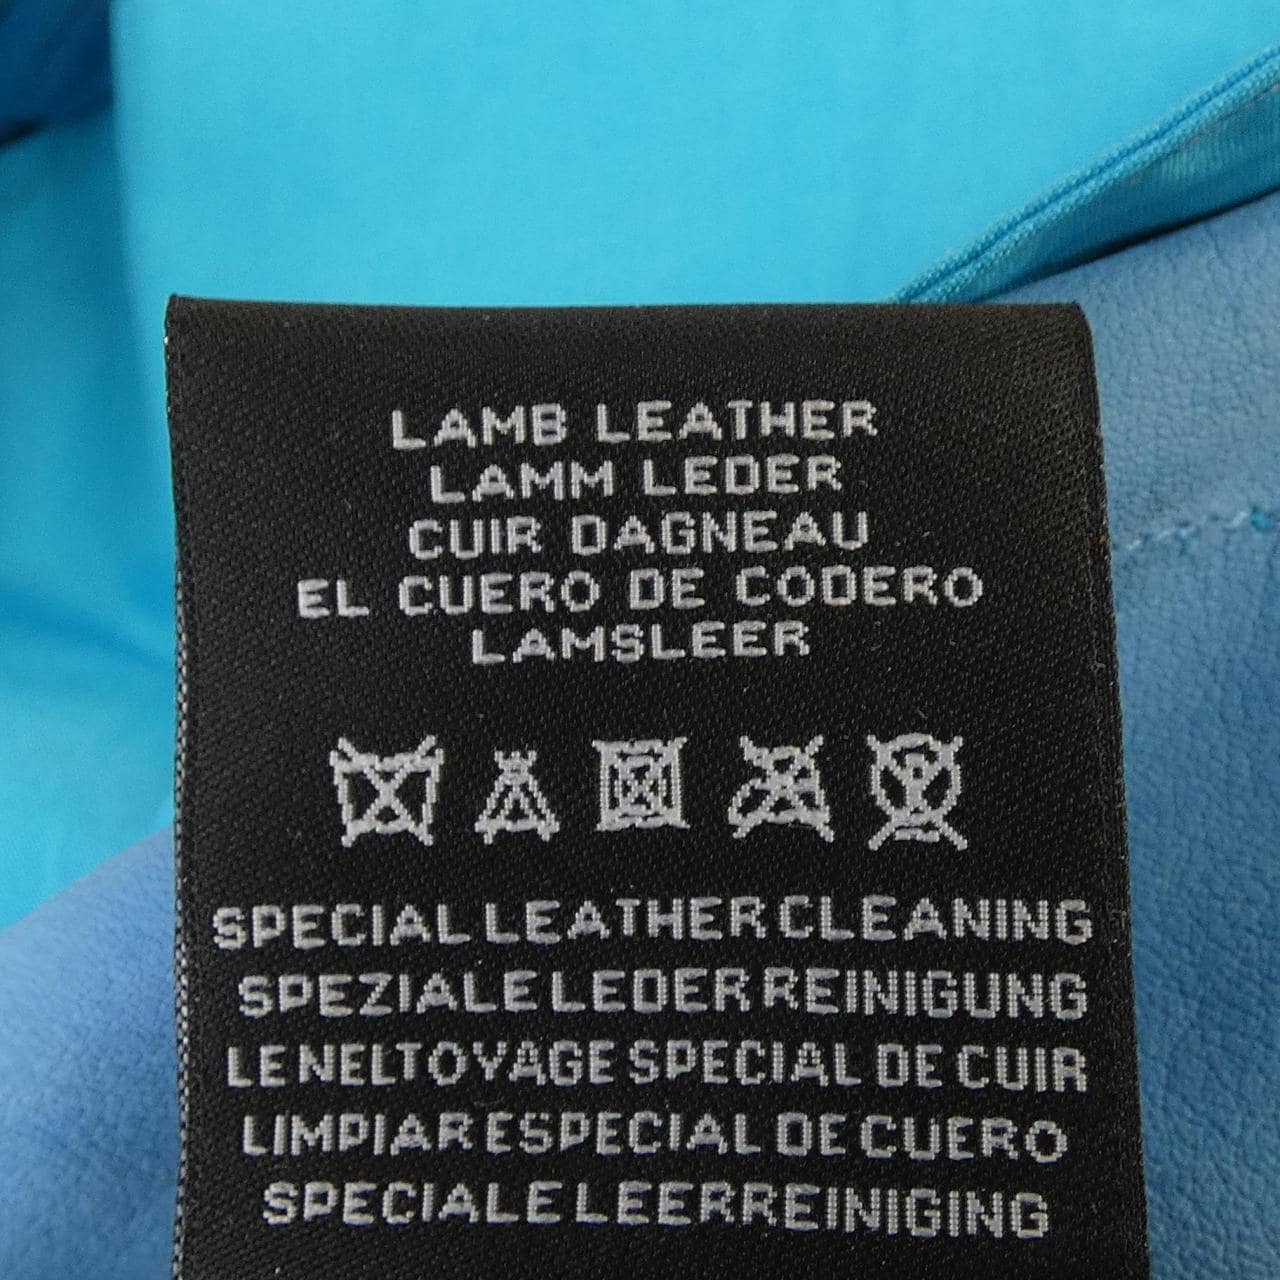 LAMB LEATHER
LAMM LEDER
CUIR DAGNEAU
EL CUERO DE CODERO
LAMSLEER
SPECIAL LEATHER CLEANING
SPEZIALE LEDER REINIGUNG
LE NELTOYAGE SPECIAL DE CUIR
LIMPIAR ESPECIAL DE CUERO
SPECIALE LEERREINIGING